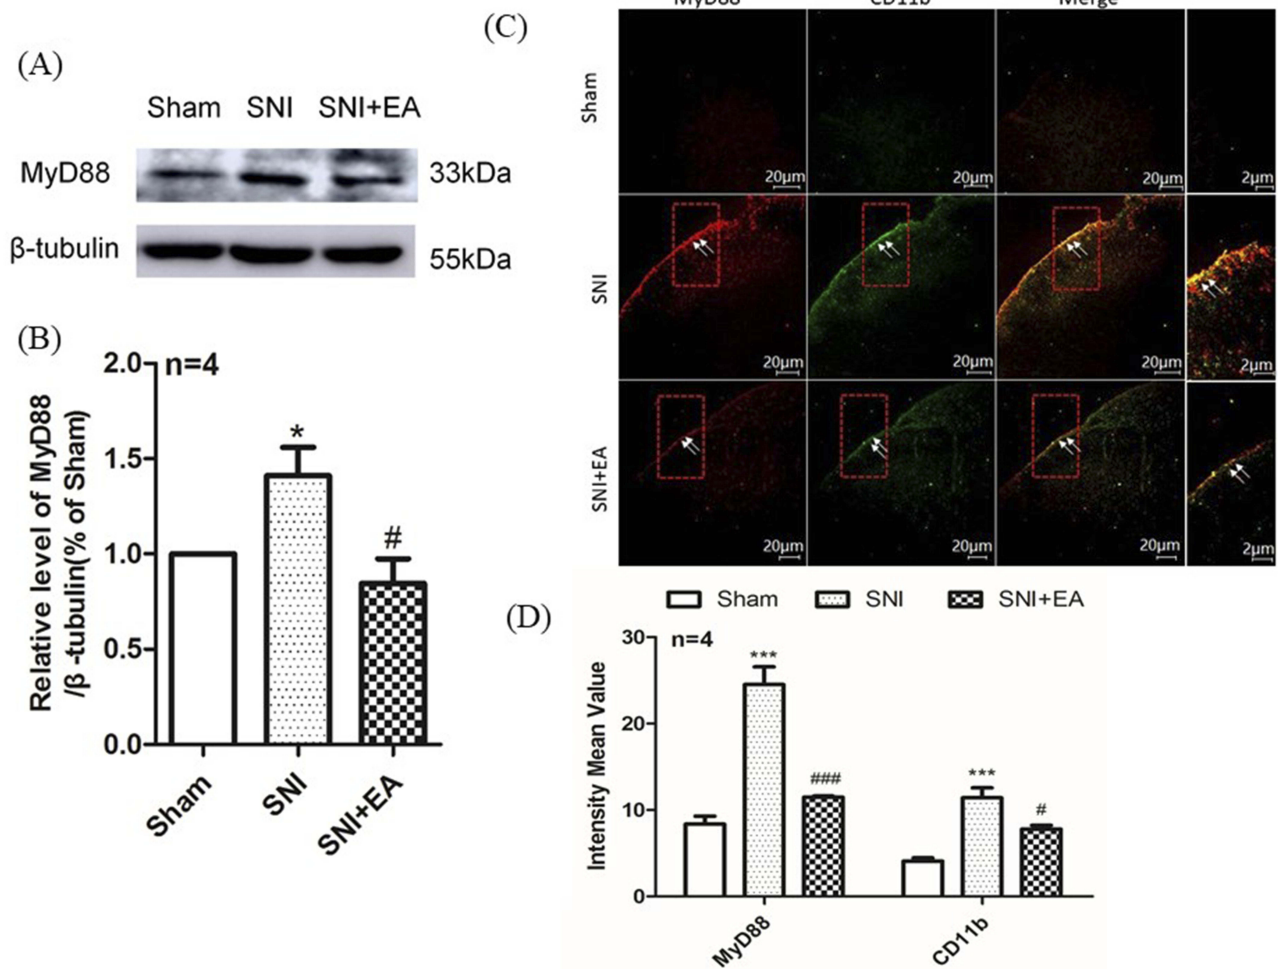 (A)
Sham SNI SNI+EA
MyD88 33kDa
β-tubulin 55kDa
(B)
2.0
n=4
1.5
1.0
0.5
0.0
Relative level of MyD88
/β -tubulin(% of Sham)
*
#
Sham
SNI
SNI+EA
(C)
MyD88 CD11b Merge
Sham
20μm 20μm 20μm 2μm
SNI
20μm 20μm 20μm 2μm
SNI+EA
20μm 20μm 20μm 2μm
(D)
Sham SNI SNI+EA
30
n=4
20
10
0
Intensity Mean Value
***
###
***
#
MyD88
CD11b